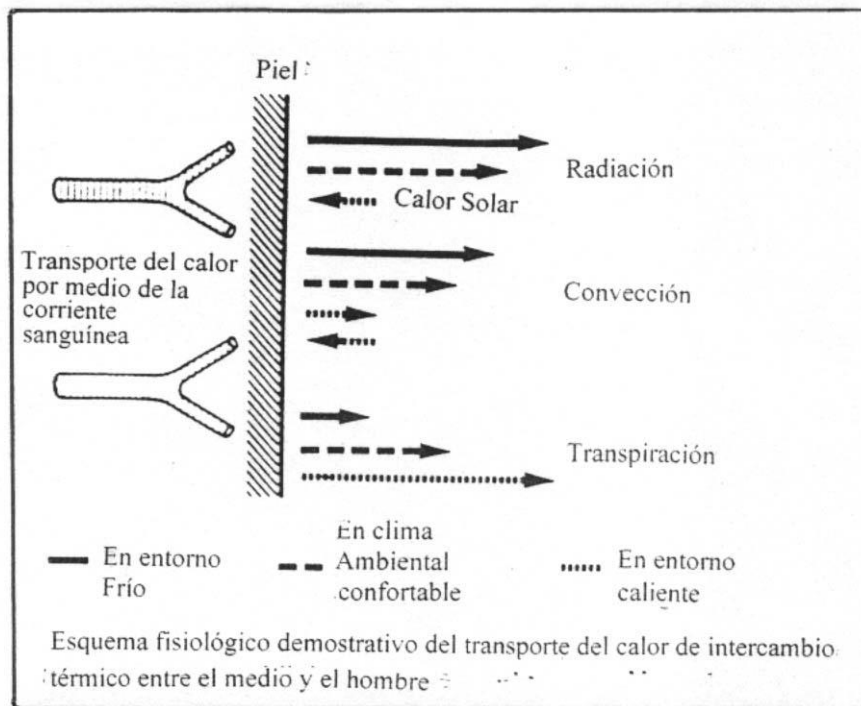 Piel
Radiación
Calor Solar
Transporte del calor
por medio de la
corriente
sanguínea
Convección
Transpiración
En entorno
Frío
En clima
Ambiental
confortable
En entorno
caliente
Esquema fisiológico demostrativo del transporte del calor de intercambio
térmico entre el medio y el hombre